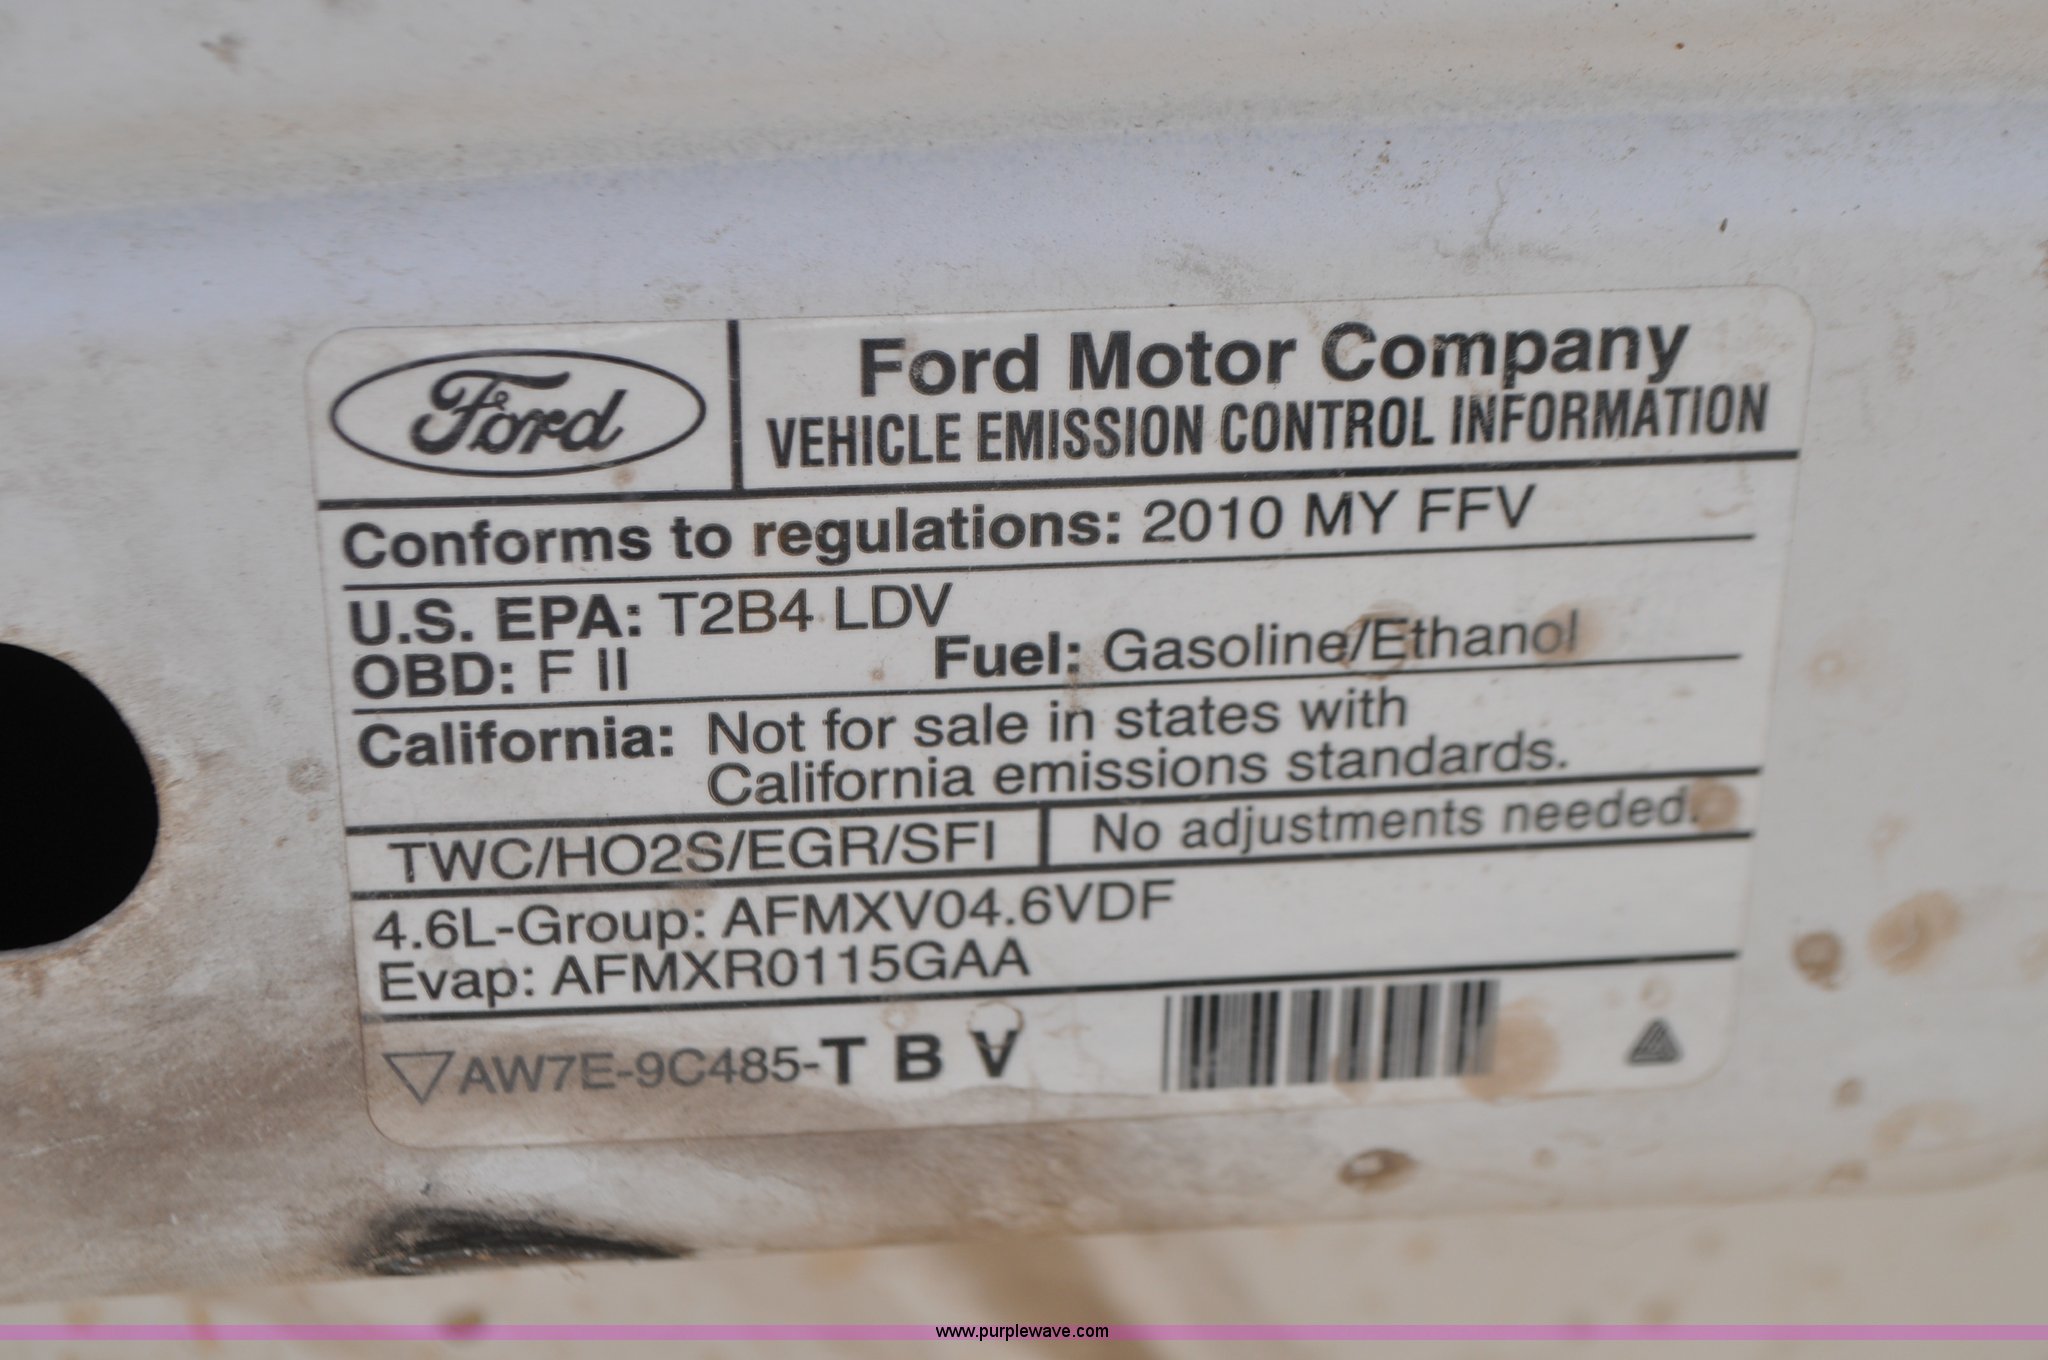 Ford
Ford Motor Company
VEHICLE EMISSION CONTROL INFORMATION
Conforms to regulations: 2010 MY FFV
U.S. EPA: T2B4 LDV
OBD: F II Fuel: Gasoline/Ethanol
California: Not for sale in states with
California emissions standards.
TWC/HO2S/EGR/SFI No adjustments needed.
4.6L-Group: AFMXV04.6VDF
Evap: AFMXR0115GAA
AW7E-9C485-T B V
www.purplewave.com